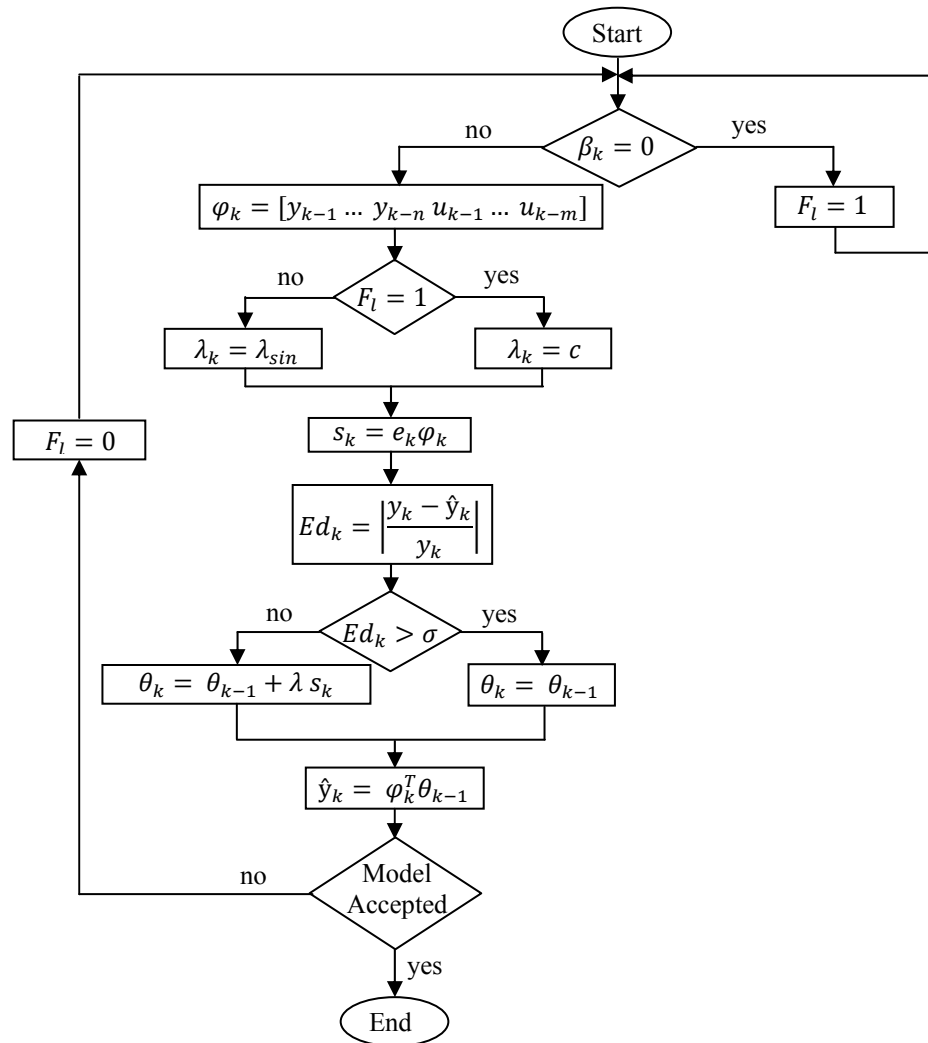 Start
no
yes
β_k = 0
φ_k = [y_{k−1} … y_{k−n} u_{k−1} … u_{k−m}]
F_l = 1
no
yes
F_l = 1
λ_k = λ_{sin}
λ_k = c
s_k = e_kφ_k
F_l = 0
Ed_k = |(y_k − ŷ_k)/y_k|
no
yes
Ed_k > σ
θ_k = θ_{k−1} + λ s_k
θ_k = θ_{k−1}
ŷ_k = φ_k^T θ_{k−1}
no
Model
Accepted
yes
End